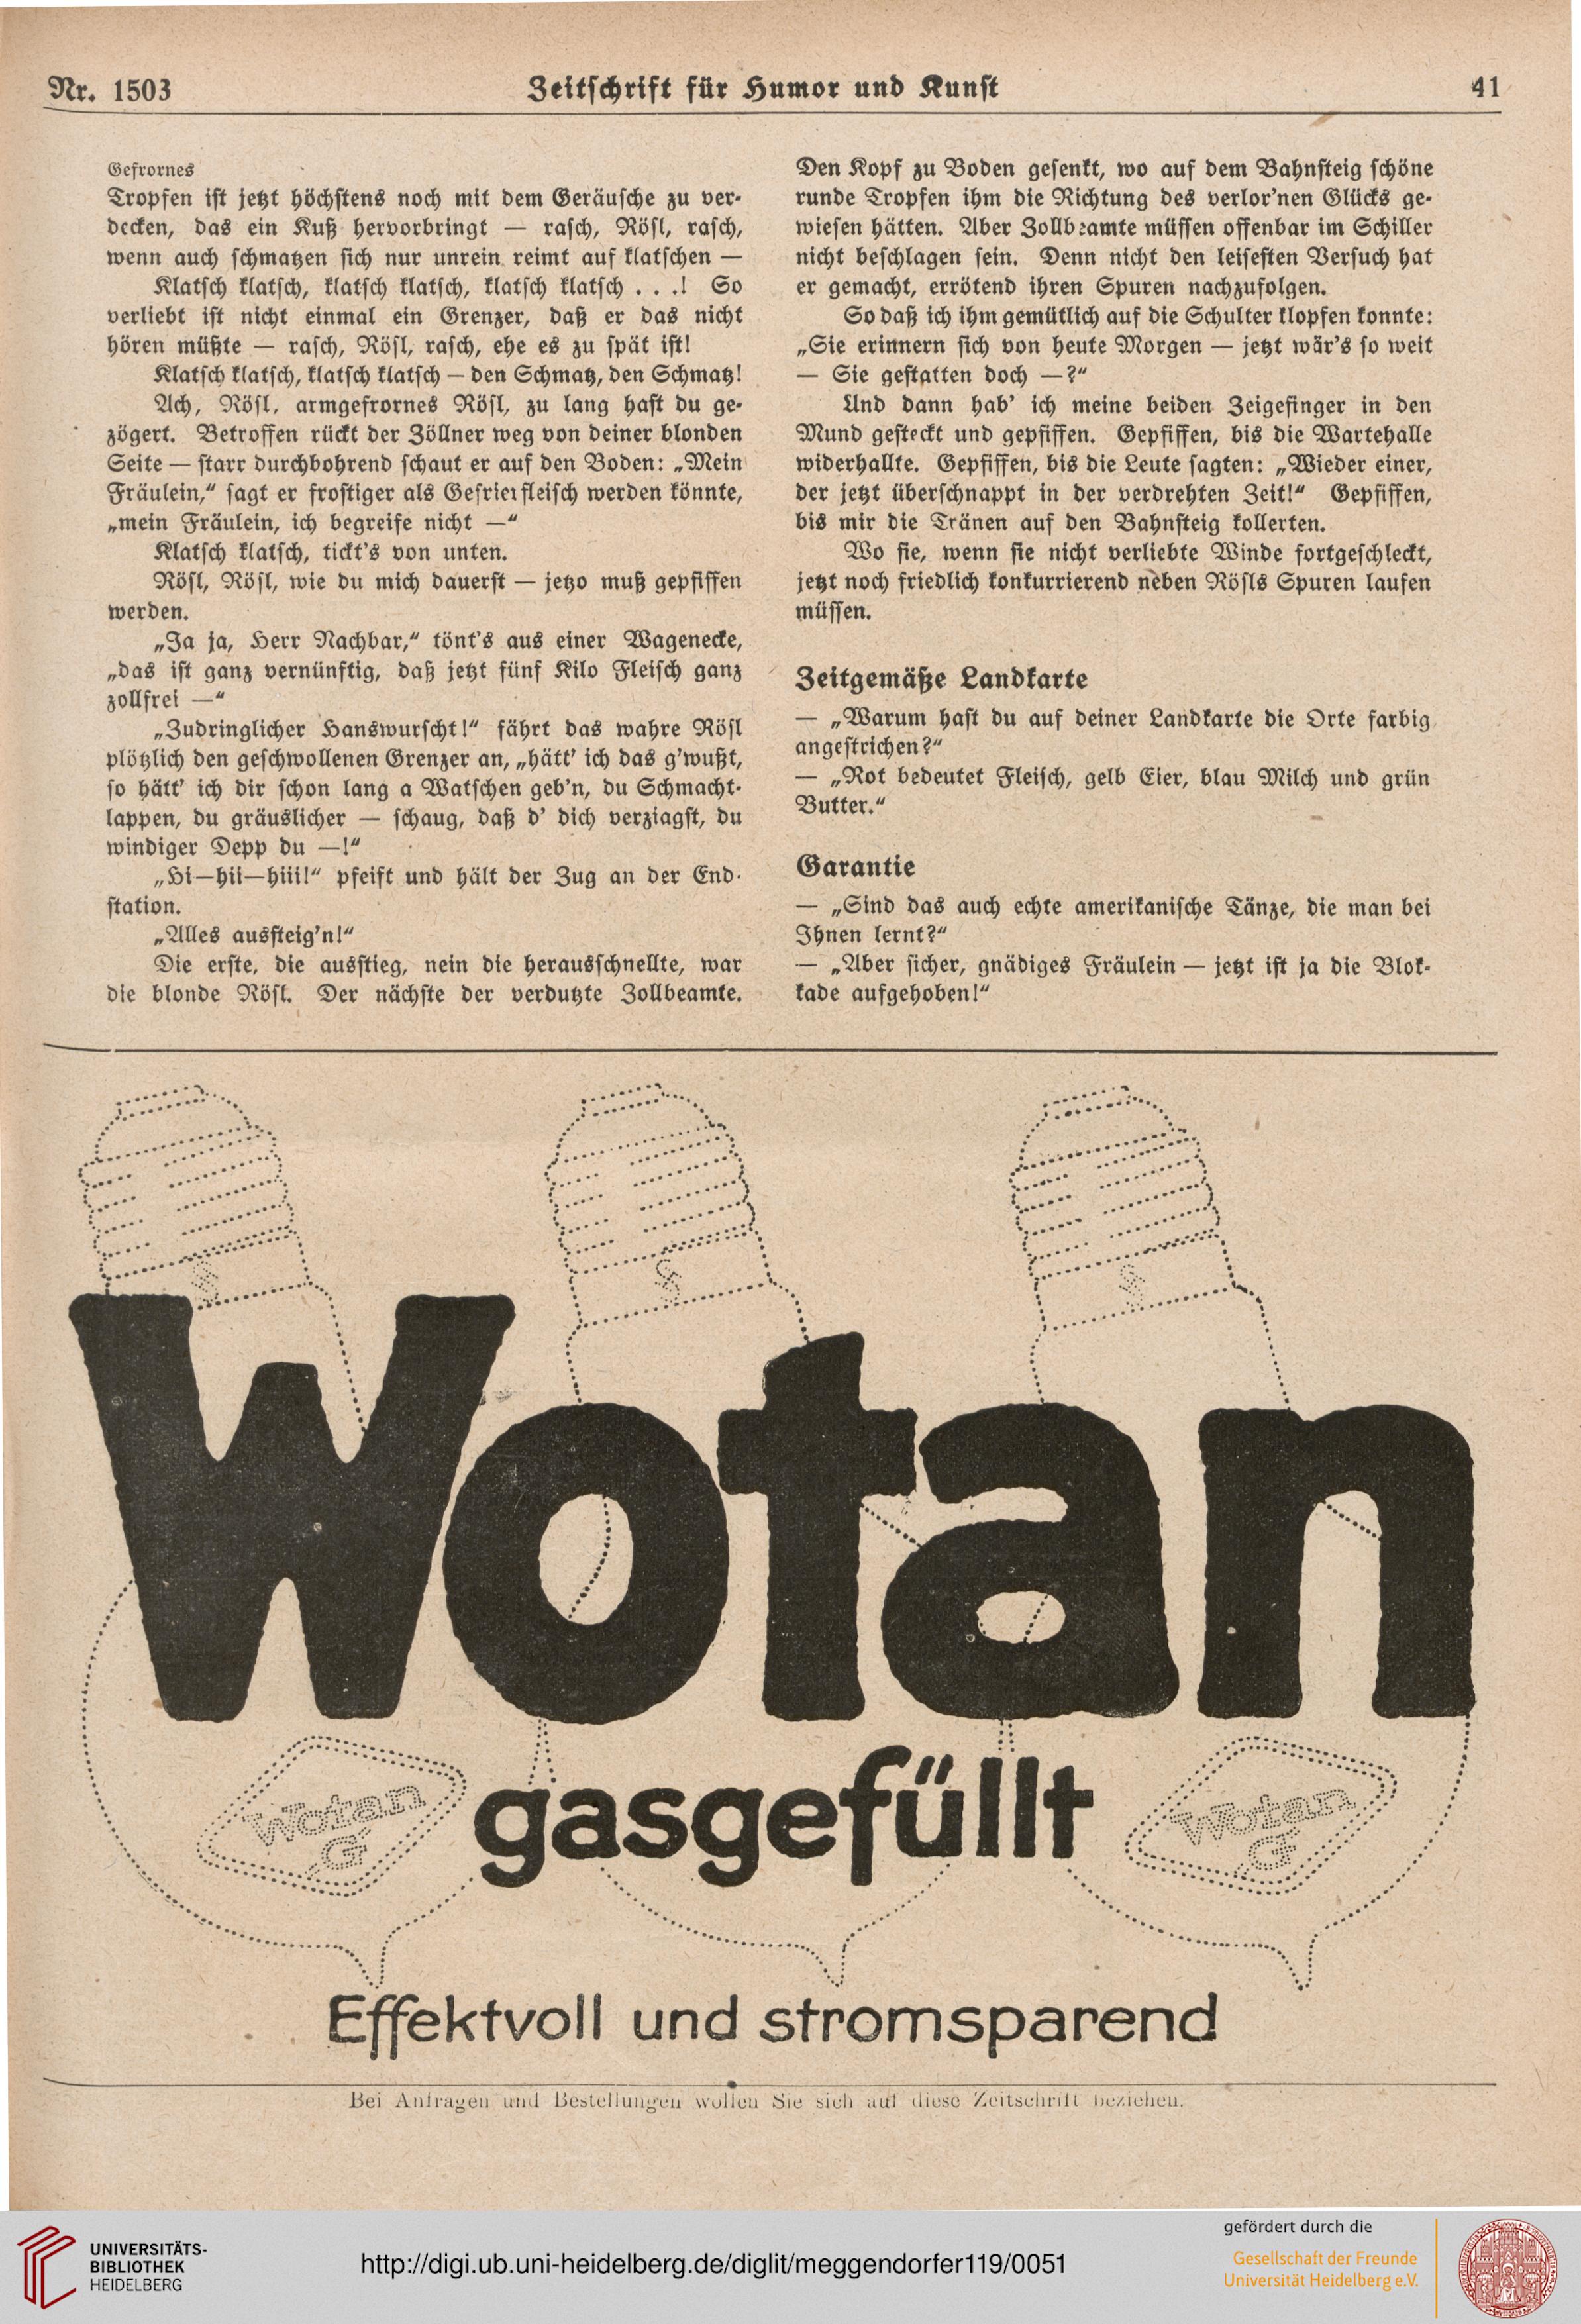 Nr. 1503
Zeitschrift für Humor und Kunst
41
Gefrornes
Tropfen ist jetzt höchstens noch mit dem Geräusche zu ver-
decken, das ein Kuß hervorbringt — rasch, Rösl, rasch,
wenn auch schmatzen sich nur unrein reimt auf klatschen —
Klatsch klatsch, klatsch klatsch, klatsch klatsch . . .! So
verliebt ist nicht einmal ein Grenzer, daß er das nicht
hören müßte — rasch, Rösl, rasch, ehe es zu spät ist!
Klatsch klatsch, klatsch klatsch — den Schmatz, den Schmatz!
Ach, Rösl, armgefrornes Rösl, zu lang hast du ge-
zögert. Betroffen rückt der Zöllner weg von deiner blonden
Seite — starr durchbohrend schaut er auf den Boden: „Mein
Fräulein,“ sagt er frostiger als Gefrierfleisch werden könnte,
„mein Fräulein, ich begreife nicht —“
Klatsch klatsch, tickt's von unten.
Rösl, Rösl, wie du mich dauerst — jetzo muß gepfiffen
werden.
„Ja ja, Herr Nachbar,“ tönt's aus einer Wagenecke,
„das ist ganz vernünftig, daß jetzt fünf Kilo Fleisch ganz
zollfrei —“
„Zudringlicher Hanswurscht!“ fährt das wahre Rösl
plötzlich den geschwollenen Grenzer an, „hätt' ich das g'wußt,
so hätt' ich dir schon lang a Watschen geb'n, du Schmacht-
lappen, du gräuslicher — schaug, daß d' dich verziagst, du
windiger Depp du —!“
„Hi—hii—hiii!“ pfeift und hält der Zug an der End-
station.
„Alles aussteig'n!“
Die erste, die ausstieg, nein die herausschnellte, war
die blonde Rösl. Der nächste der verdutzte Zollbeamte.
Den Kopf zu Boden gesenkt, wo auf dem Bahnsteig schöne
runde Tropfen ihm die Richtung des verlor'nen Glücks ge-
wiesen hätten. Aber Zollbeamte müssen offenbar im Schiller
nicht beschlagen sein. Denn nicht den leisesten Versuch hat
er gemacht, errötend ihren Spuren nachzufolgen.
So daß ich ihm gemütlich auf die Schulter klopfen konnte:
„Sie erinnern sich von heute Morgen — jetzt wär's so weit
— Sie gestatten doch —?“
Und dann hab' ich meine beiden Zeigefinger in den
Mund gesteckt und gepfiffen. Gepfiffen, bis die Wartehalle
widerhallte. Gepfiffen, bis die Leute sagten: „Wieder einer,
der jetzt überschnappt in der verdrehten Zeit!“ Gepfiffen,
bis mir die Tränen auf den Bahnsteig kollerten.
Wo sie, wenn sie nicht verliebte Winde fortgeschleckt,
jetzt noch friedlich konkurrierend neben Rösls Spuren laufen
müssen.
Zeitgemäße Landkarte
— „Warum hast du auf deiner Landkarte die Orte farbig
angestrichen?“
— „Rot bedeutet Fleisch, gelb Eier, blau Milch und grün
Butter.“
Garantie
— „Sind das auch echte amerikanische Tänze, die man bei
Ihnen lernt?“
— „Aber sicher, gnädiges Fräulein — jetzt ist ja die Blok-
kade aufgehoben!“
Wotan
gasgefüllt
Wotan
G
Wotan
G
Effektvoll und stromsparend
Bei Anfragen und Bestellungen wollen Sie sich auf diese Zeitschrift beziehen.
UNIVERSITÄTS-
BIBLIOTHEK
HEIDELBERG
http://digi.ub.uni-heidelberg.de/diglit/meggendorfer119/0051
gefördert durch die
Gesellschaft der Freunde
Universität Heidelberg e.V.